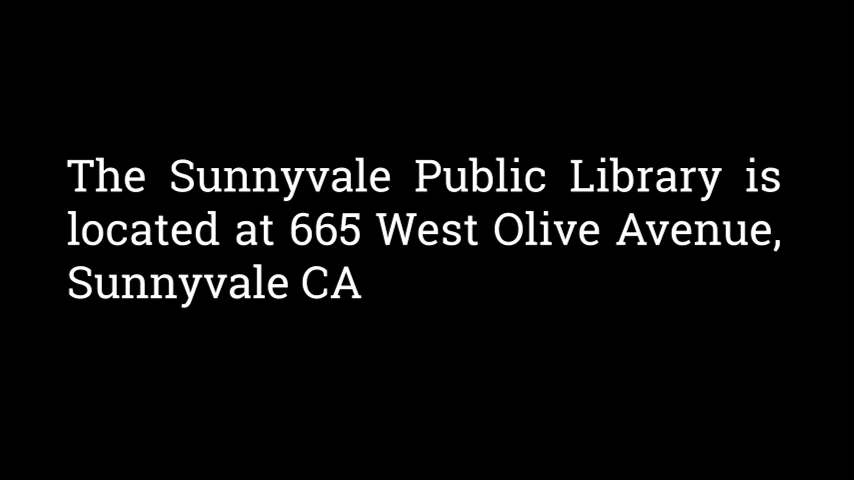 The Sunnyvale Public Library is
located at 665 West Olive Avenue,
Sunnyvale CA